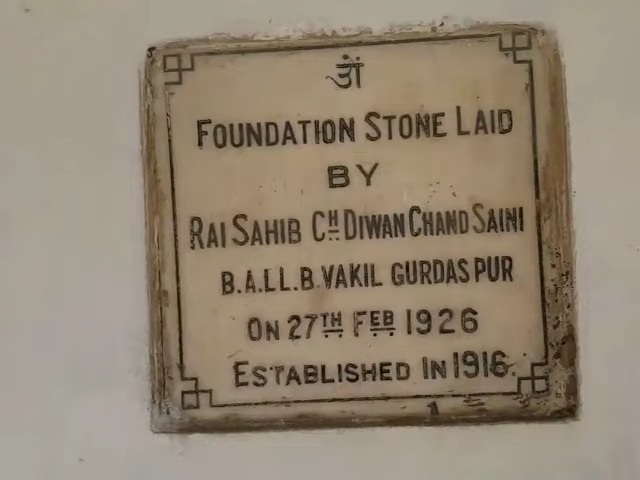 ओं
FOUNDATION STONE LAID
BY
RAI SAHIB CH. DIWAN CHAND SAINI
B.A.LL.B. VAKIL GURDASPUR
ON 27TH FEB 1926
ESTABLISHED IN 1916.